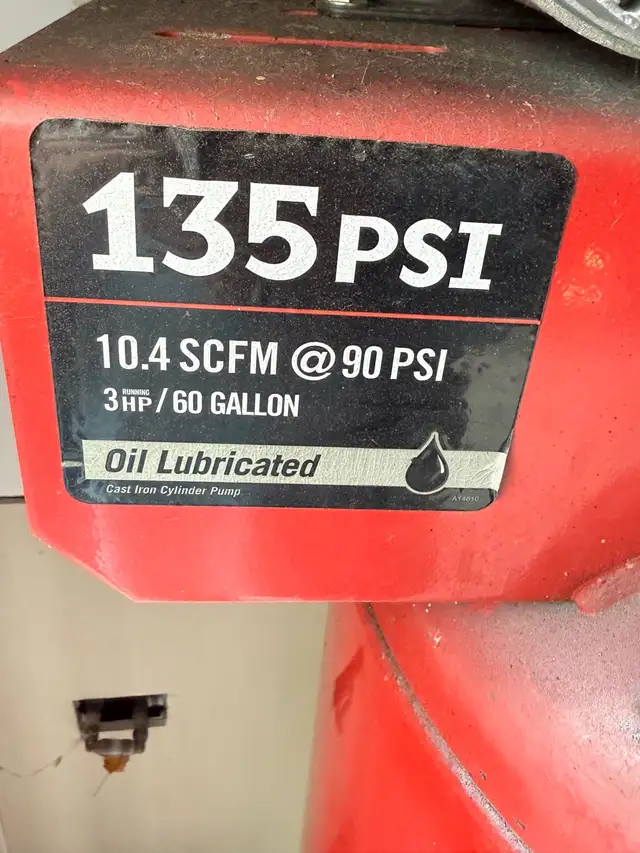 135 PSI
10.4 SCFM @ 90 PSI
3 RUNNING HP / 60 GALLON
Oil Lubricated
Cast Iron Cylinder Pump